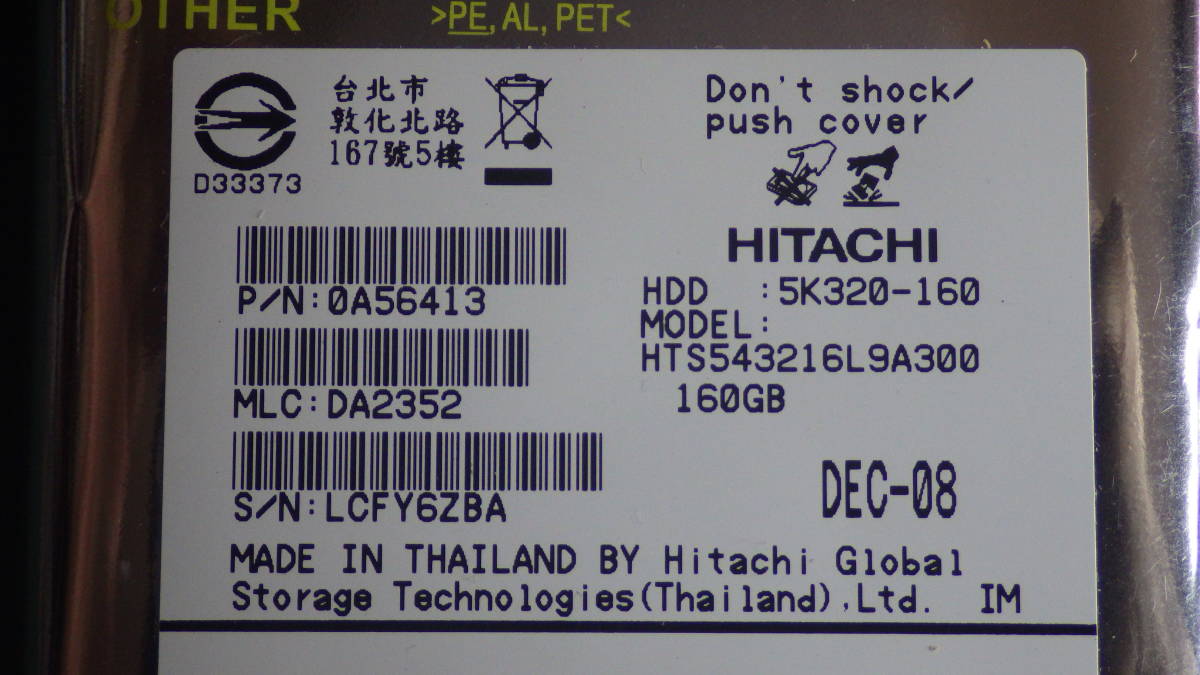 OTHER
>PE, AL, PET<
台北市
敦化北路
167號5樓
D33373
Don't shock/
push cover
HITACHI
HDD :5K320-160
MODEL:
HTS543216L9A300
160GB
P/N:0A56413
MLC:DA2352
S/N:LCFY6ZBA
DEC-08
MADE IN THAILAND BY Hitachi Global
Storage Technologies(Thailand),Ltd. IM